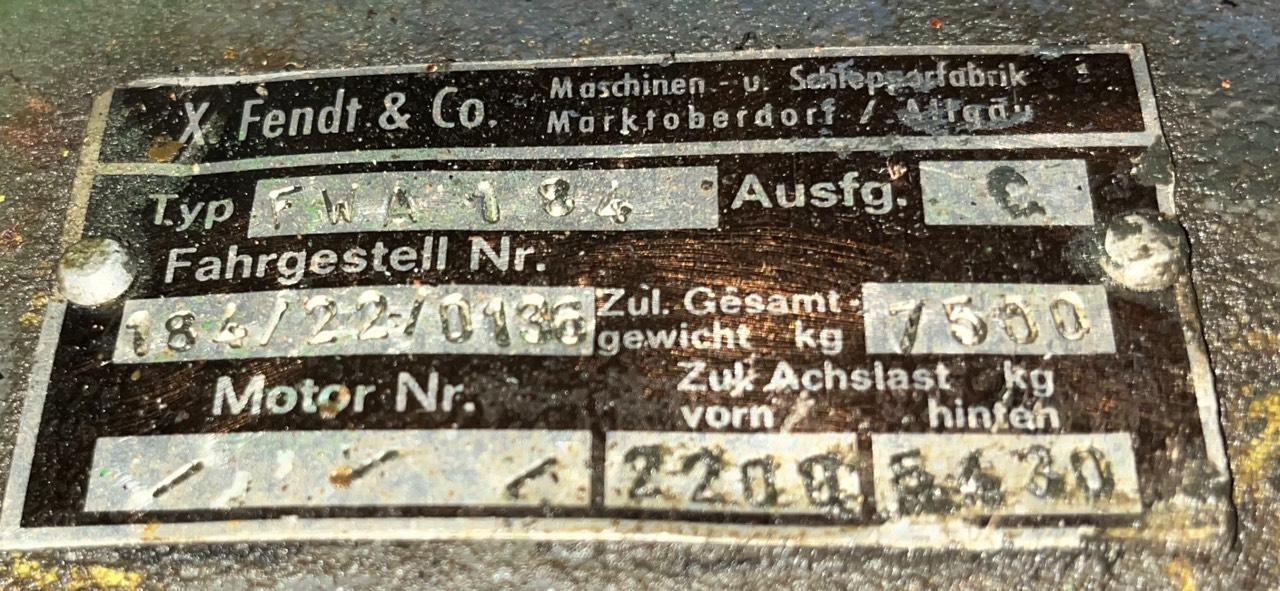 X. Fendt & Co.
Maschinen - u. Schlepperfabrik
Marktoberdorf / Allgäu
Typ FWA 184 Ausfg. C
Fahrgestell Nr.
184/22/0136
Zul. Gesamt-
gewicht kg 7500
Motor Nr.
/ / /
Zul. Achslast kg
vorn hinten
2200